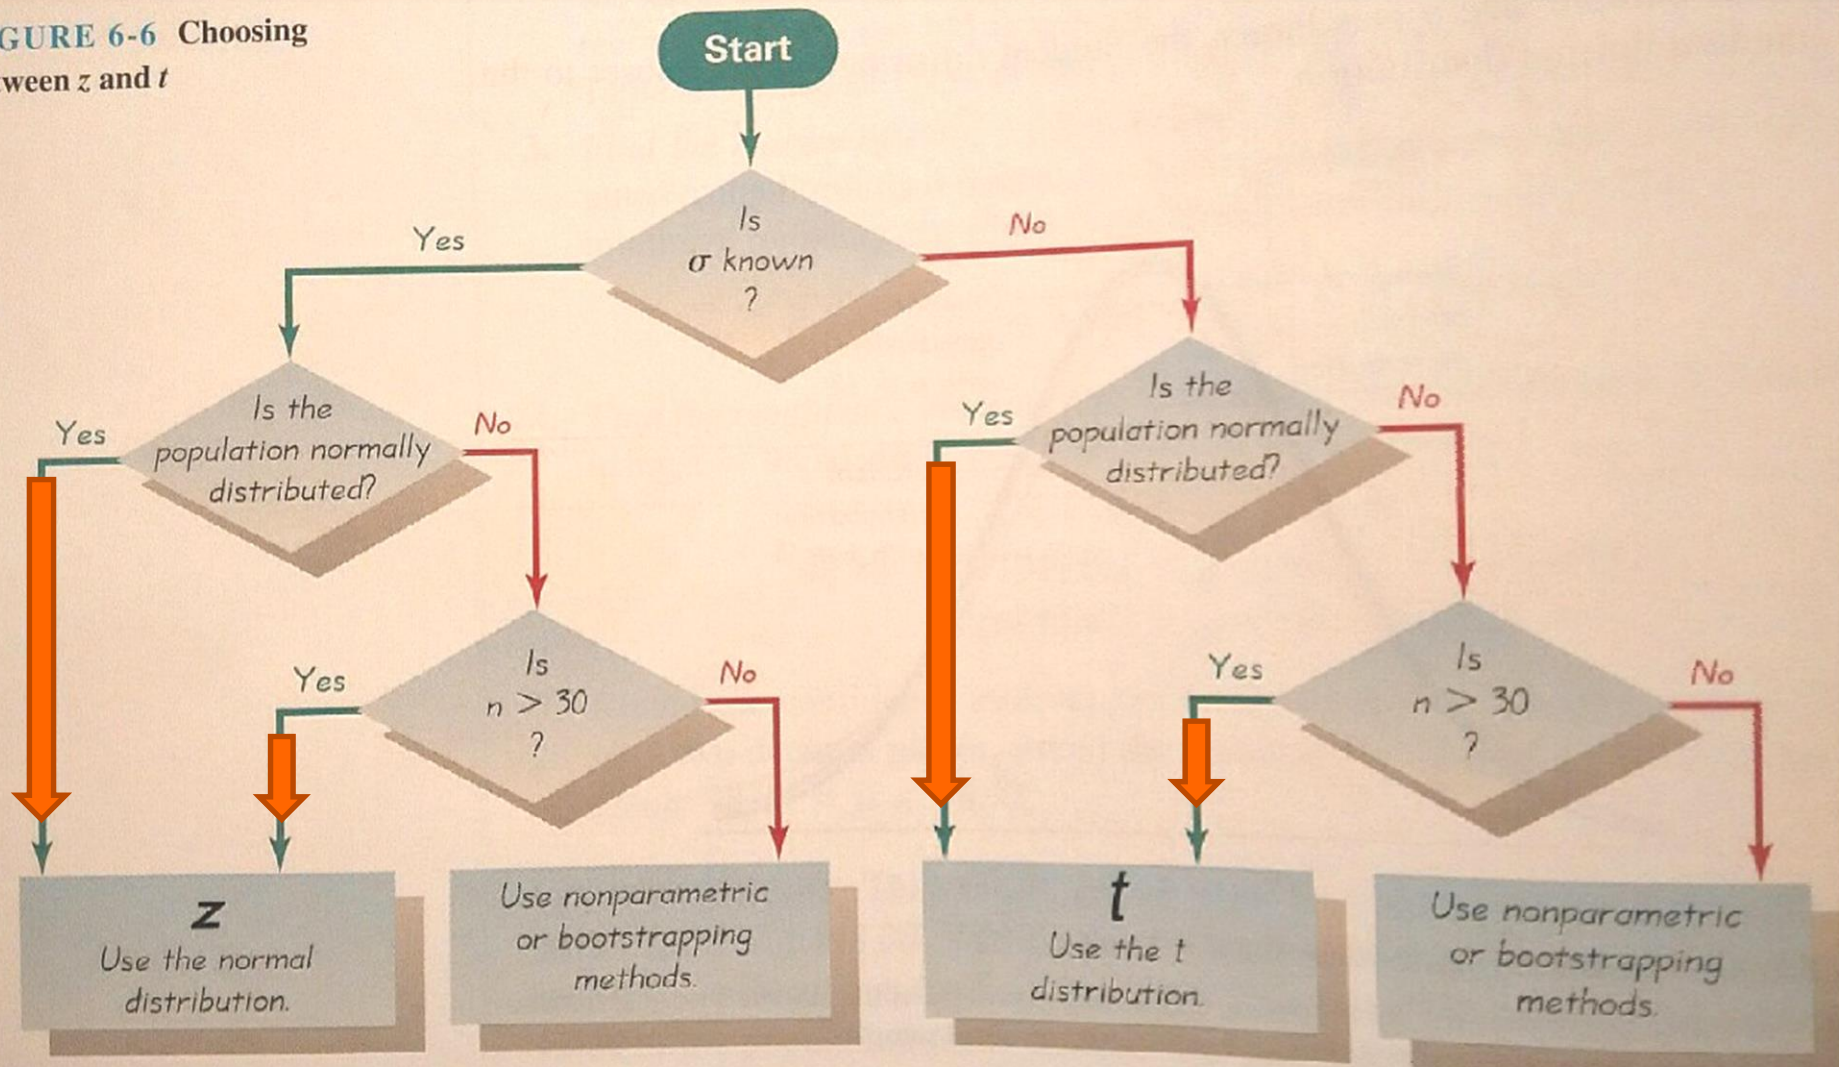 GURE 6-6 Choosing
ween z and t
Start
Is
σ known
?
Yes
No
Is the
population normally
distributed?
Yes
No
Is the
population normally
distributed?
Yes
No
Is
n > 30
?
Yes
No
Is
n > 30
?
Yes
No
z
Use the normal
distribution.
Use nonparametric
or bootstrapping
methods.
t
Use the t
distribution.
Use nonparametric
or bootstrapping
methods.